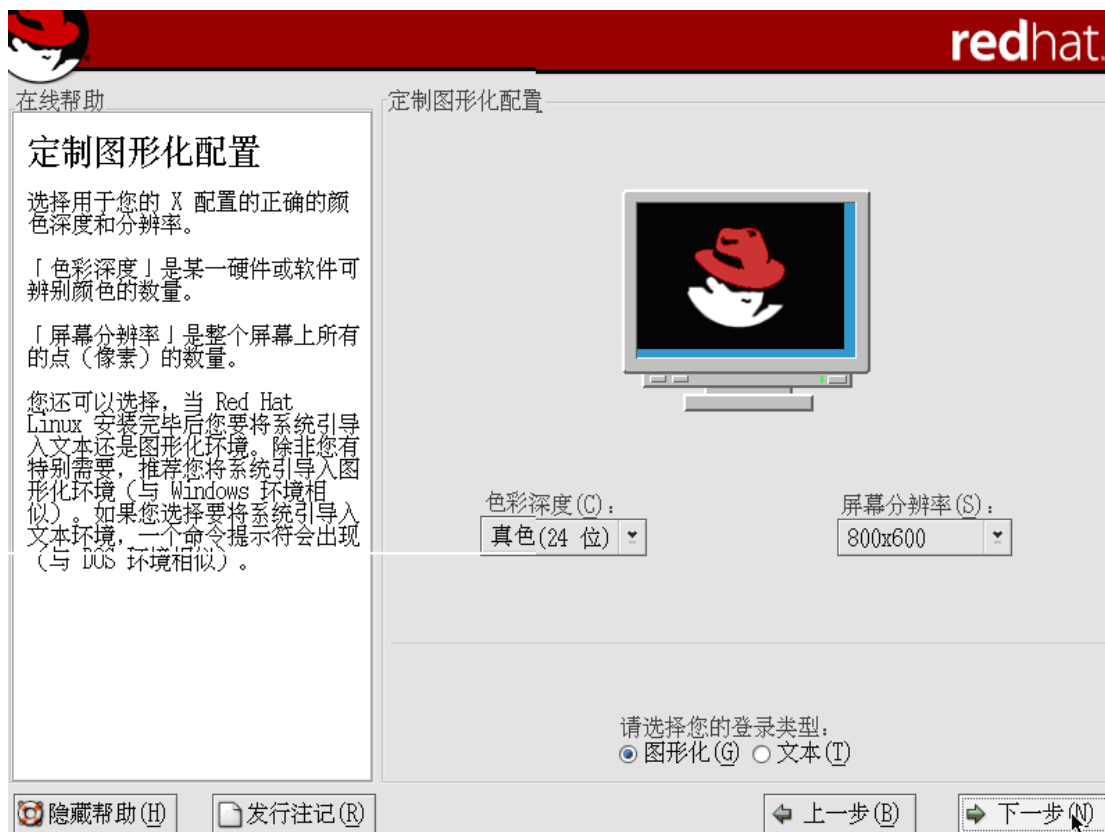 redhat.
在线帮助
定制图形化配置
选择用于您的 X 配置的正确的颜
色深度和分辨率。
「色彩深度」是某一硬件或软件可
辨别颜色的数量。
「屏幕分辨率」是整个屏幕上所有
的点（像素）的数量。
您还可以选择，当 Red Hat
Linux 安装完毕后您要将系统引导
入文本还是图形化环境。除非您有
特别需要，推荐您将系统引导入图
形化环境（与 Windows 环境相
似）。如果您选择要将系统引导入
文本环境，一个命令提示符会出现
（与 DOS 环境相似）。
定制图形化配置
色彩深度(C)：
真色(24 位)
屏幕分辨率(S)：
800x600
请选择您的登录类型：
图形化(G) 文本(T)
隐藏帮助(H) 发行注记(R) 上一步(B) 下一步(N)